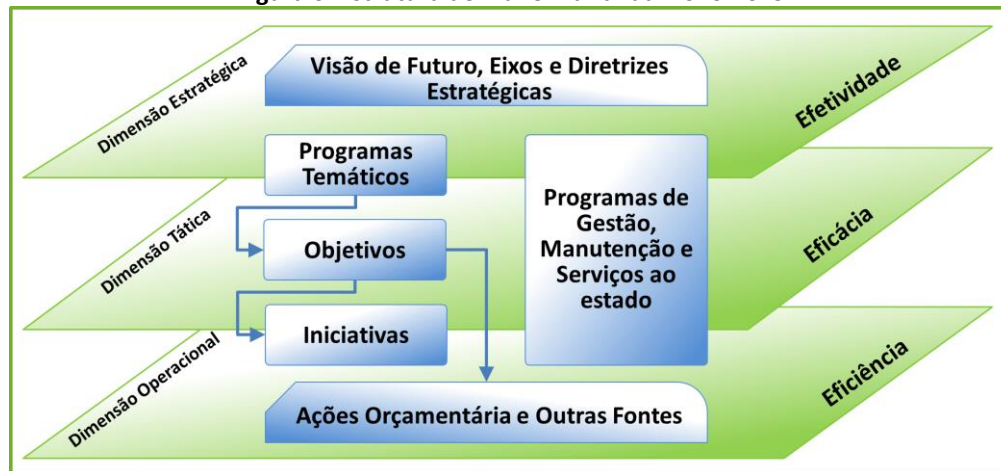 Dimensão Estratégica
Visão de Futuro, Eixos e Diretrizes
Estratégicas
Efetividade
Programas
Temáticos
Dimensão Tática
Objetivos
Iniciativas
Programas de
Gestão,
Manutenção e
Serviços ao
estado
Eficácia
Dimensão Operacional
Ações Orçamentária e Outras Fontes
Eficiência